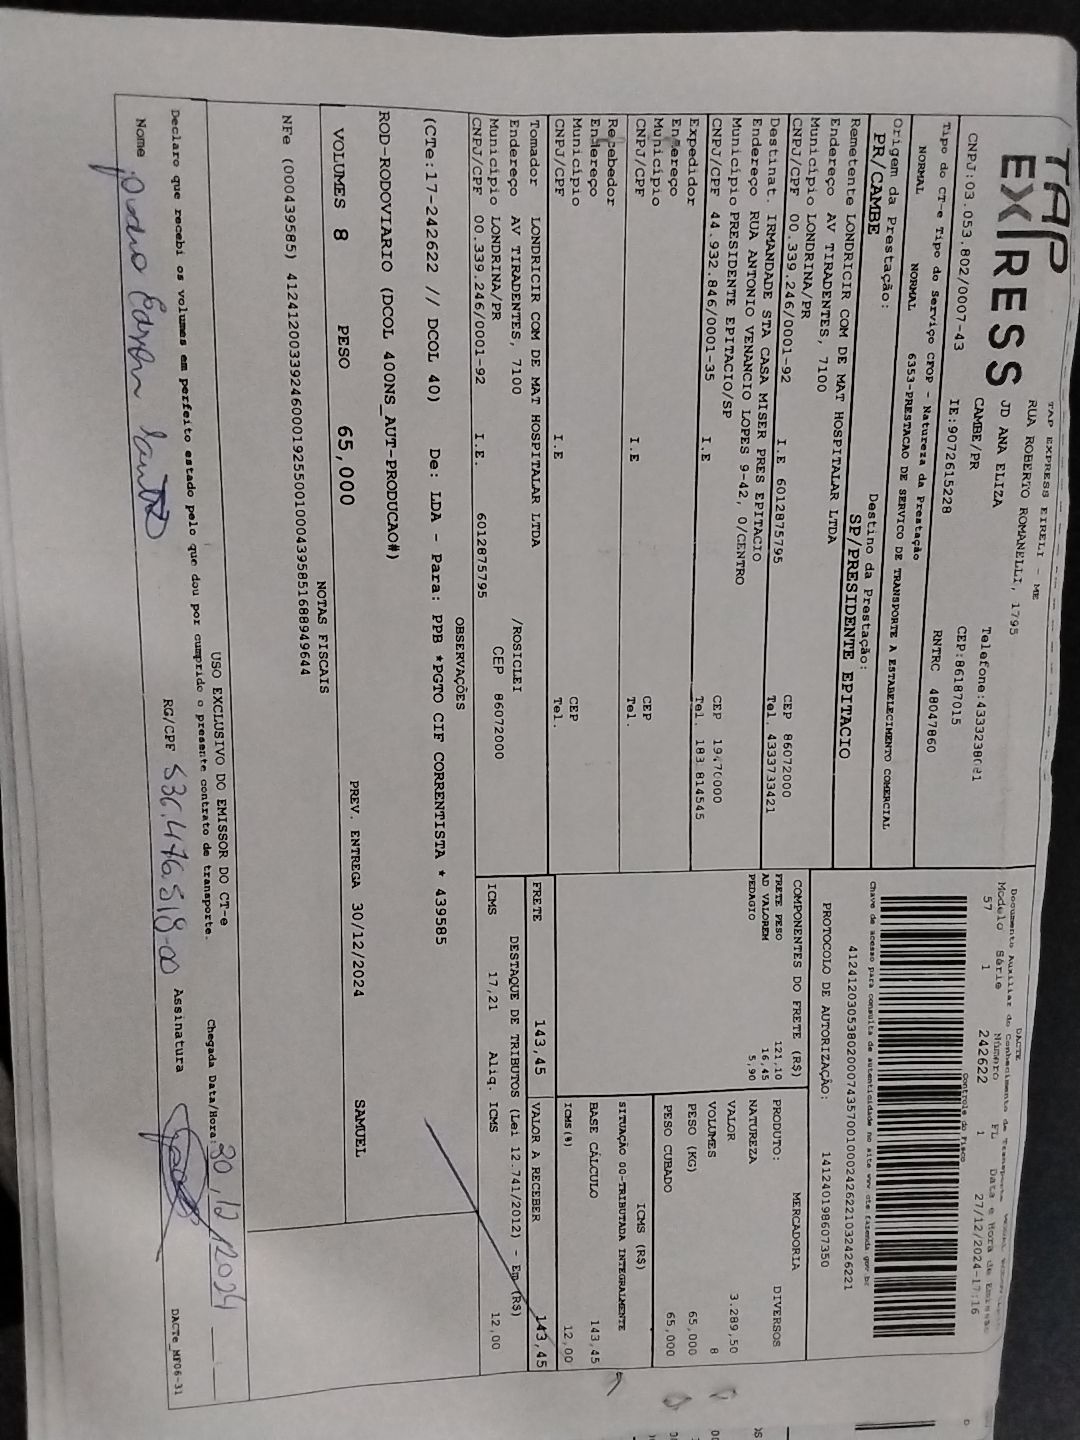 TAP EXPRESS
TAP EXPRESS EIRELI - ME
RUA ROBERTO ROMANELLI, 1795
JD ANA ELIZA
CAMBE/PR
CEP:86187015
CNPJ:03.053.802/0007-43 IE:9072615228
Tipo do CT-e Tipo do Serviço CFOP - Natureza da Prestação RNTRC 48047860
NORMAL NORMAL 6353-PRESTACAO DE SERVICO DE TRANSPORTE A ESTABELECIMENTO COMERCIAL
Origem da Prestação: Destino da Prestação:
PR/CAMBE SP/PRESIDENTE EPITACIO
Remetente LONDRICIR COM DE MAT HOSPITALAR LTDA
Endereço AV TIRADENTES, 7100
Município LONDRINA/PR CEP 86072000
CNPJ/CPF 00.339.246/0001-92 I.E 6012875795 Tel. 4333733421
Destinat. IRMANDADE STA CASA MISER PRES EPITACIO
Endereço RUA ANTONIO VENANCIO LOPES 9-42, 0/CENTRO
Município PRESIDENTE EPITACIO/SP CEP 19470000
CNPJ/CPF 44.932.846/0001-35 I.E Tel. 183 814545
Expedidor
Endereço
Município CEP
CNPJ/CPF I.E Tel.
Recebedor
Endereço
Município CEP
CNPJ/CPF I.E Tel.
Tomador LONDRICIR COM DE MAT HOSPITALAR LTDA
Endereço AV TIRADENTES, 7100 /ROSICLEI
Município LONDRINA/PR CEP 86072000
CNPJ/CPF 00.339.246/0001-92 I.E. 6012875795
DACTE
Documento Auxiliar do Conhecimento de Transporte
Modelo Série Número FL Data e Hora de Emissão
57 1 242622 1 27/12/2024-17:16
Controle do Fisco
Chave de acesso para consulta de autenticidade no site www.cte.fazenda.gov.br
41241203053802000743570010002426221032426221
PROTOCOLO DE AUTORIZAÇÃO: 141240198607350
COMPONENTES DO FRETE (R$)
FRETE PESO 121,10
AD VALOREM 16,45
PEDAGIO 5,90
MERCADORIA
PRODUTO: DIVERSOS
NATUREZA
VALOR 3.289,50
VOLUMES 8
PESO (KG) 65,000
PESO CUBADO 65,000
ICMS (R$)
SITUAÇÃO 00-TRIBUTADA INTEGRALMENTE
BASE CÁLCULO 143,45
ICMS(%) 12,00
FRETE 143,45 VALOR A RECEBER 143,45
DESTAQUE DE TRIBUTOS (Lei 12.741/2012) - Em (R$)
ICMS 17,21 Aliq. ICMS 12,00
OBSERVAÇÕES
(CTe:17-242622 // DCOL 40) De: LDA - Para: PPB *PGTO CIF CORRENTISTA * 439585
ROD-RODOVIARIO (DCOL 400NS_AUT-PRODUCAO#)
VOLUMES 8 PESO 65,000 PREV. ENTREGA 30/12/2024 SAMUEL
NOTAS FISCAIS
NFe (000439585) 41241200339246000192550010004395851688949644
USO EXCLUSIVO DO EMISSOR DO CT-e
Declaro que recebi os volumes em perfeito estado pelo que dou por cumprido o presente contrato de transporte. Chegada Data/Hora: 30/12/2024
Nome RG/CPF 536.476.518-00 Assinatura
DACTe_MF06-31